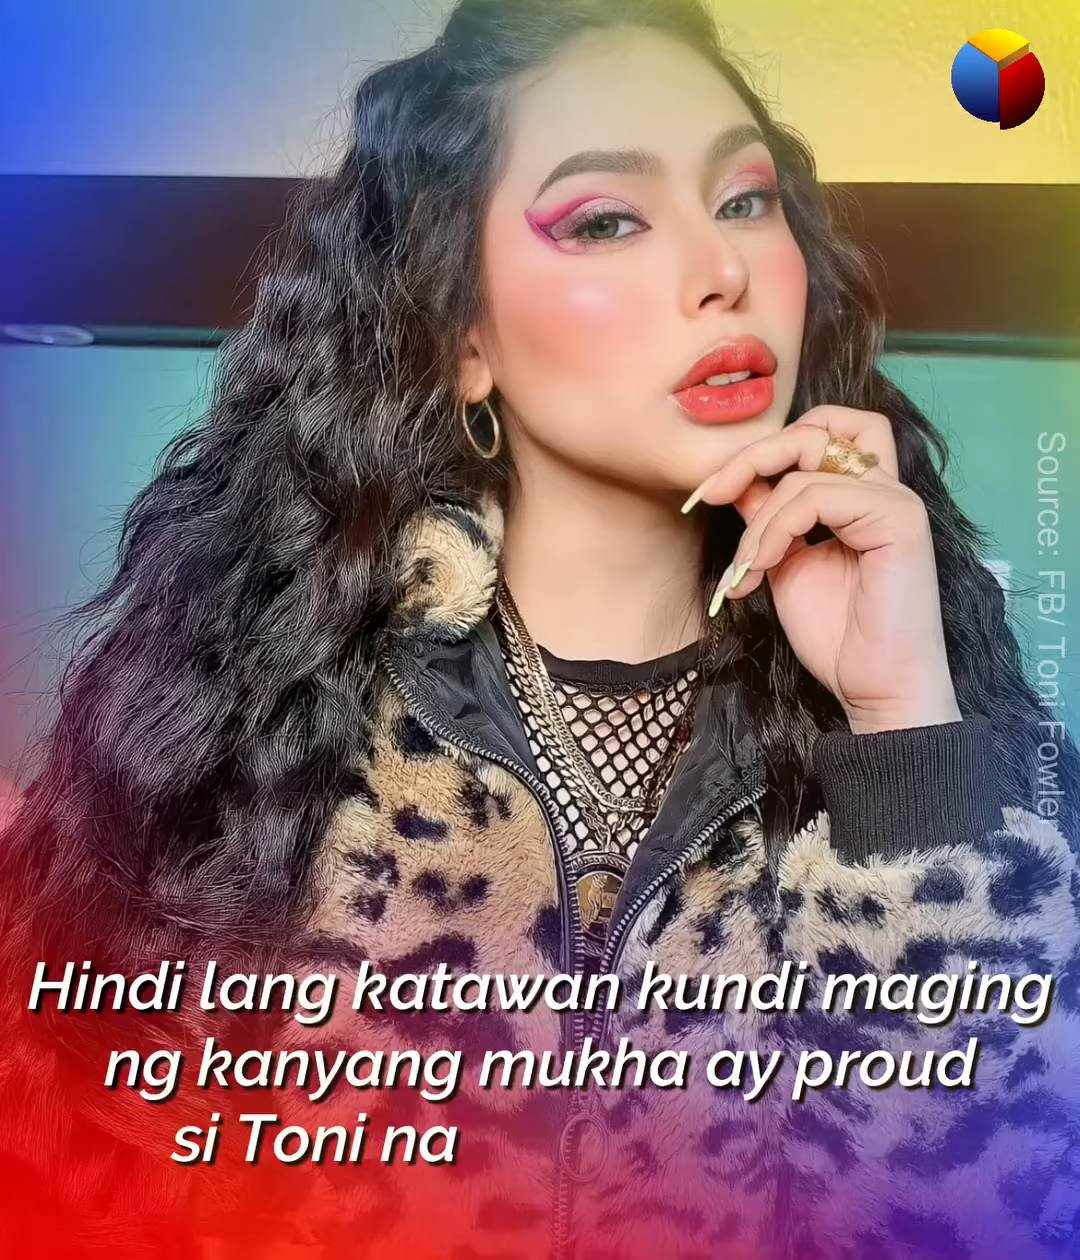 Source: FB/ Toni Fowler
Hindi lang katawan kundi maging
ng kanyang mukha ay proud
si Toni na